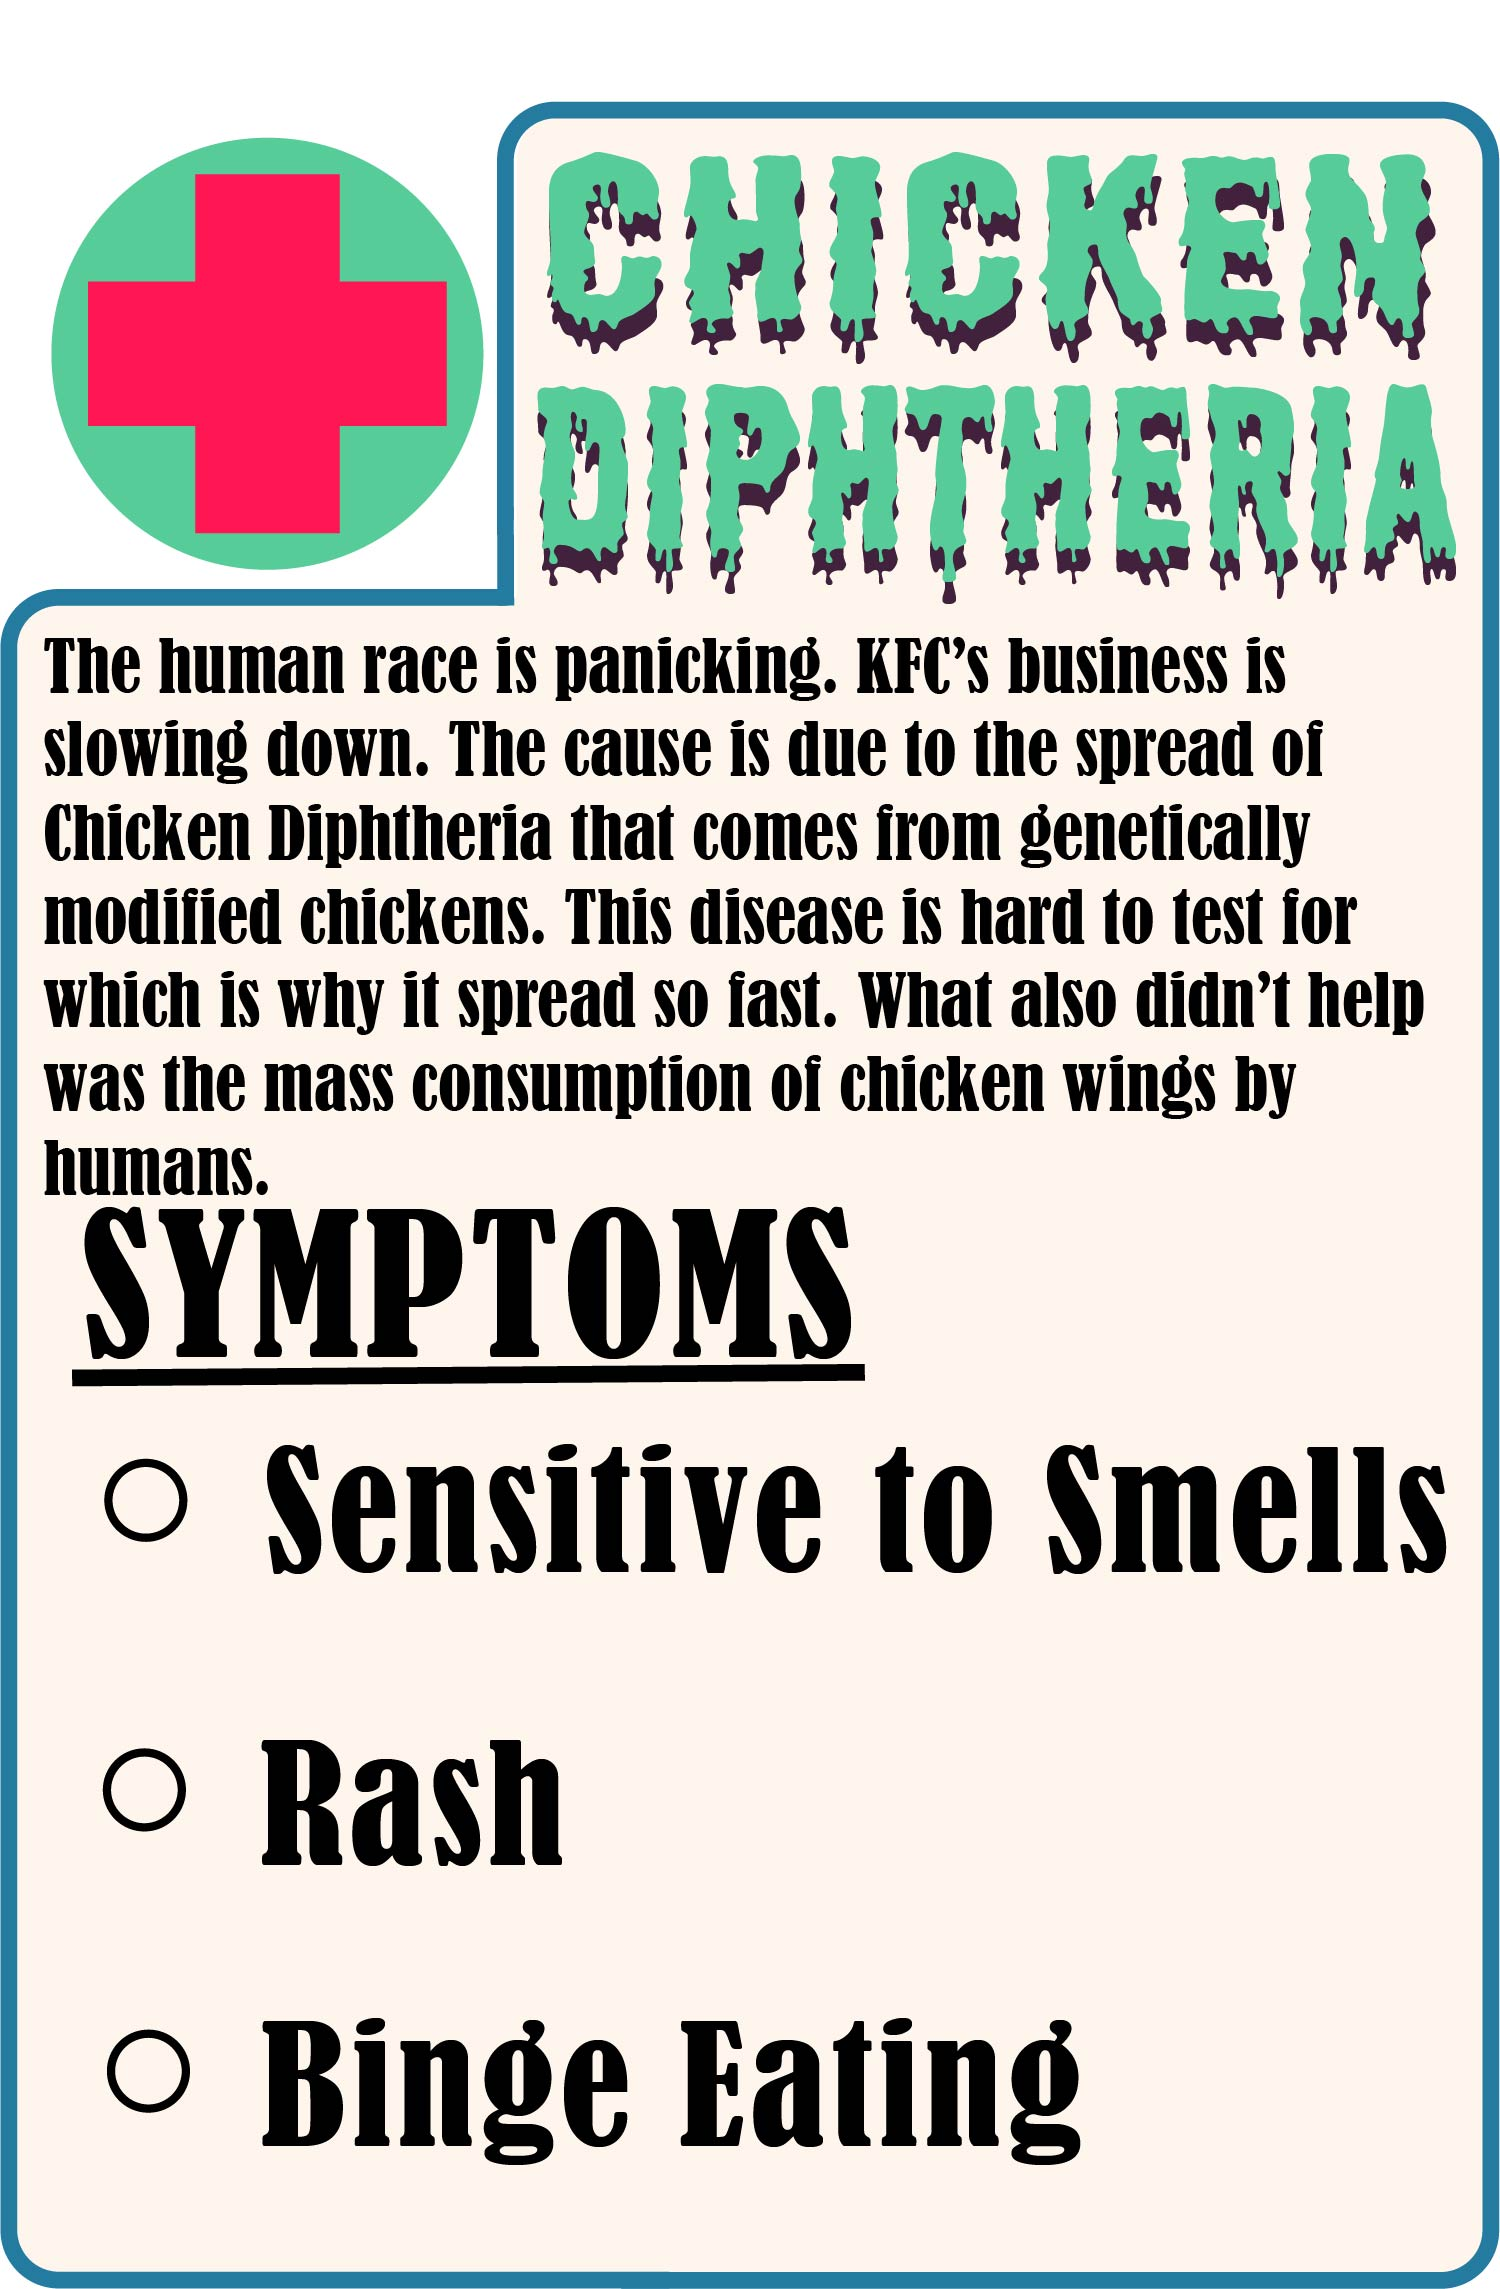 CHICKEN
DIPHTHERIA
The human race is panicking. KFC’s business is
slowing down. The cause is due to the spread of
Chicken Diphtheria that comes from genetically
modified chickens. This disease is hard to test for
which is why it spread so fast. What also didn’t help
was the mass consumption of chicken wings by
humans.
SYMPTOMS
Sensitive to Smells
Rash
Binge Eating